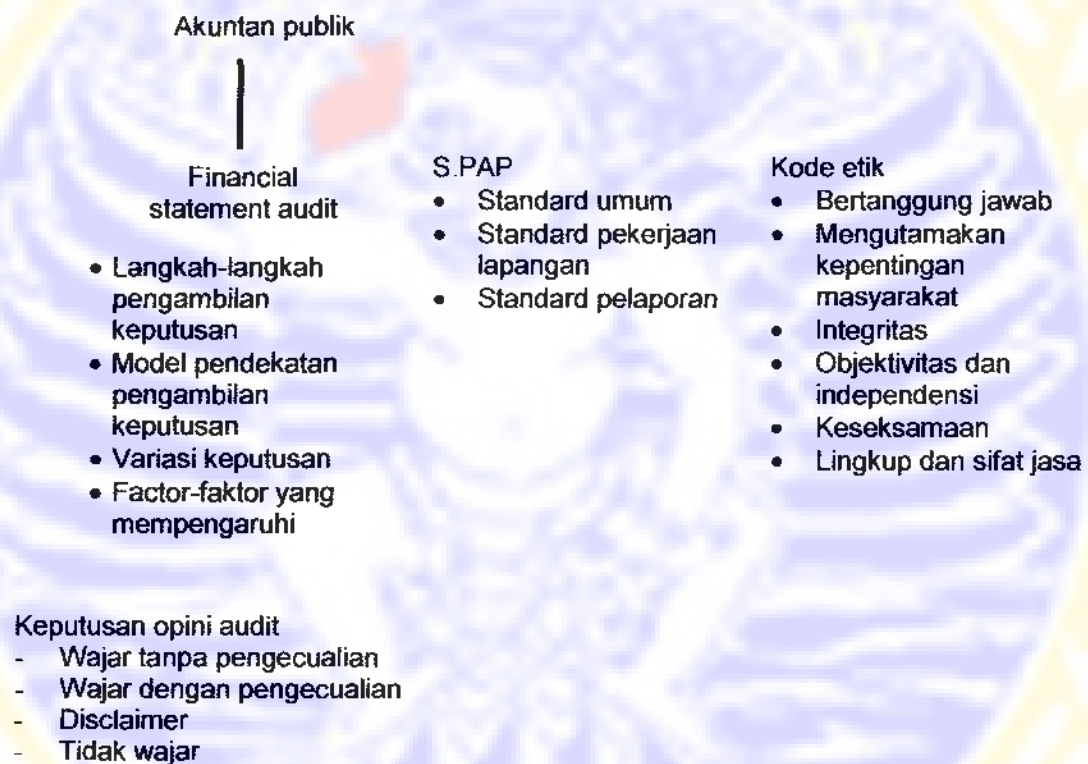 Akuntan publik
Financial
statement audit
• Langkah-langkah
pengambilan
keputusan
• Model pendekatan
pengambilan
keputusan
• Variasi keputusan
• Factor-faktor yang
mempengaruhi
S.PAP
• Standard umum
• Standard pekerjaan
lapangan
• Standard pelaporan
Kode etik
• Bertanggung jawab
• Mengutamakan
kepentingan
masyarakat
• Integritas
• Objektivitas dan
independensi
• Keseksamaan
• Lingkup dan sifat jasa
Keputusan opini audit
- Wajar tanpa pengecualian
- Wajar dengan pengecualian
- Disclaimer
- Tidak wajar